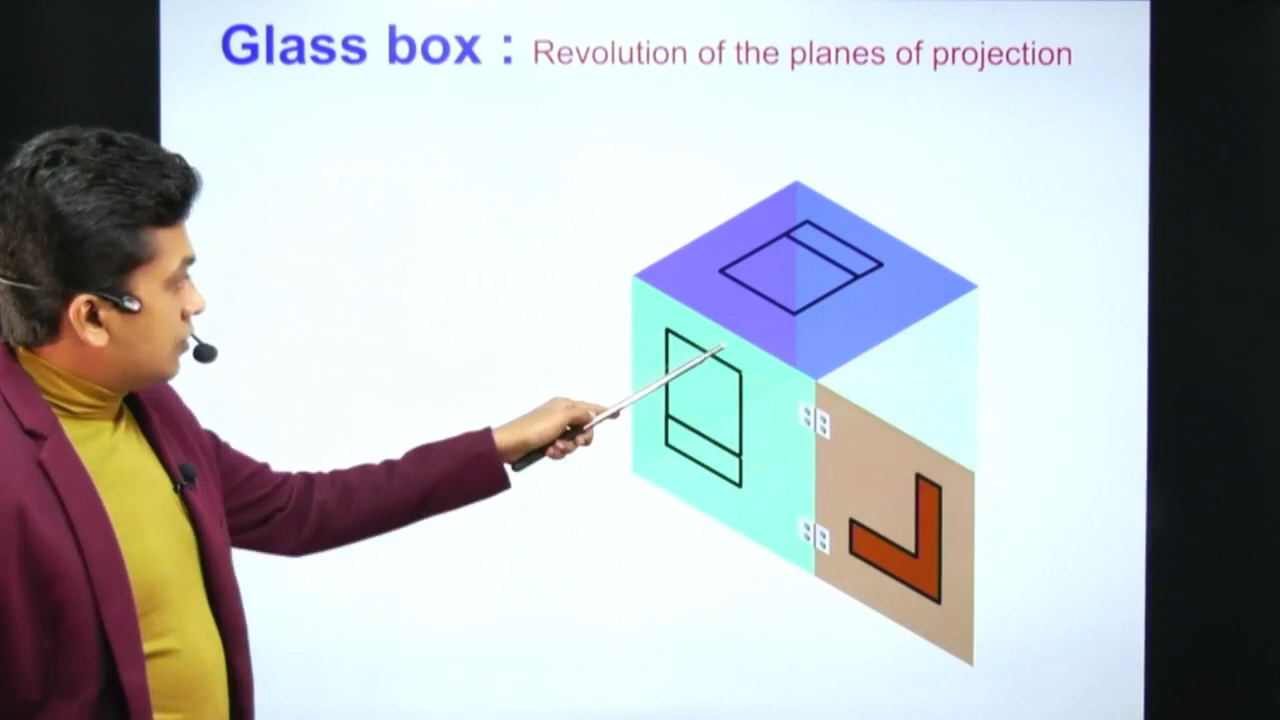 Glass box : Revolution of the planes of projection